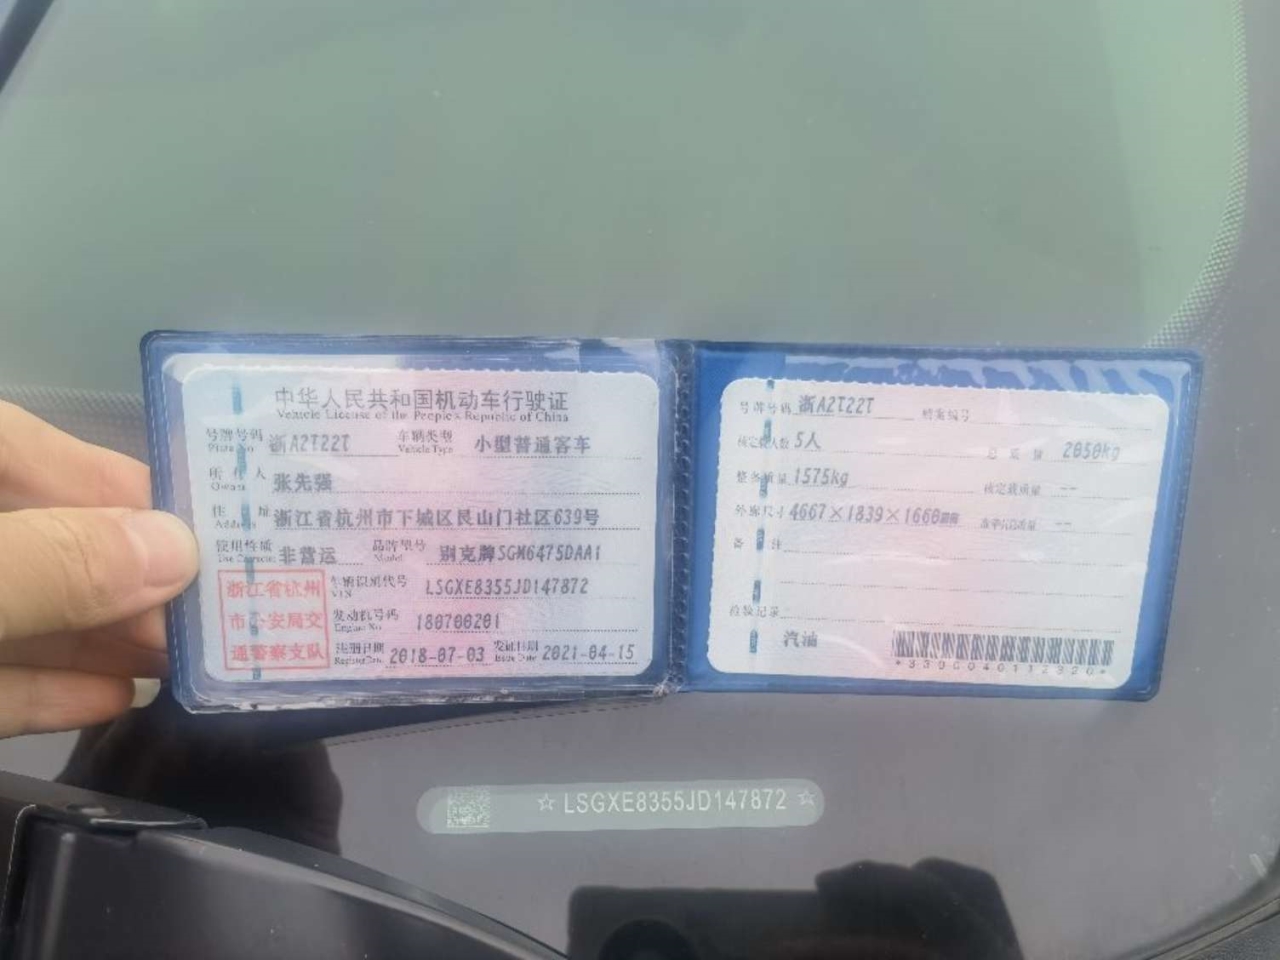 中华人民共和国机动车行驶证
Vehicle License of the People's Republic of China
号牌号码 浙A2T22T 车辆类型 小型普通客车
Plate No. Vehicle Type
所有人 张先强
Owner
住址 浙江省杭州市下城区艮山门社区639号
Address
使用性质 非营运 品牌型号 别克牌SGM6475DAA1
Use Character Model
浙江省杭州
市公安局交
通警察支队
车辆识别代号 LSGXE8355JD147872
VIN
发动机号码 180700201
Engine No.
注册日期 2018-07-03 发证日期 2021-04-15
Register Date Issue Date
号牌号码 浙A2T22T 档案编号
核定载人数 5人 总质量 2050kg
整备质量 1575kg 核定载质量 --
外廓尺寸 4667×1839×1660mm 准牵引总质量 --
备注
检验记录
汽油
☆ LSGXE8355JD147872 ☆